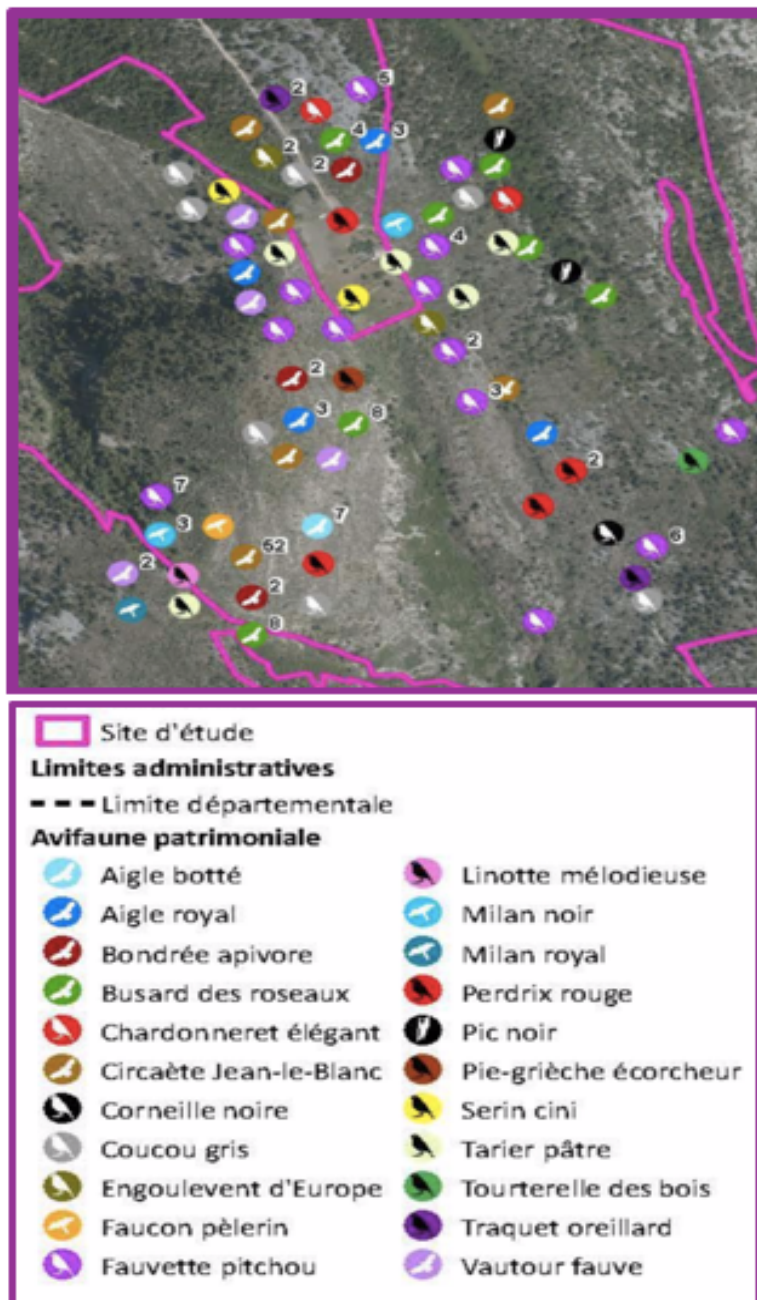 2
5
4
3
2
2
4
2
3
2
3
8
2
7
7
3
62
6
2
2
8
Site d'étude
Limites administratives
Limite départementale
Avifaune patrimoniale
Aigle botté
Linotte mélodieuse
Aigle royal
Milan noir
Bondrée apivore
Milan royal
Busard des roseaux
Perdrix rouge
Chardonneret élégant
Pic noir
Circaète Jean-le-Blanc
Pie-grièche écorcheur
Corneille noire
Serin cini
Coucou gris
Tarier pâtre
Engoulevent d'Europe
Tourterelle des bois
Faucon pèlerin
Traquet oreillard
Fauvette pitchou
Vautour fauve